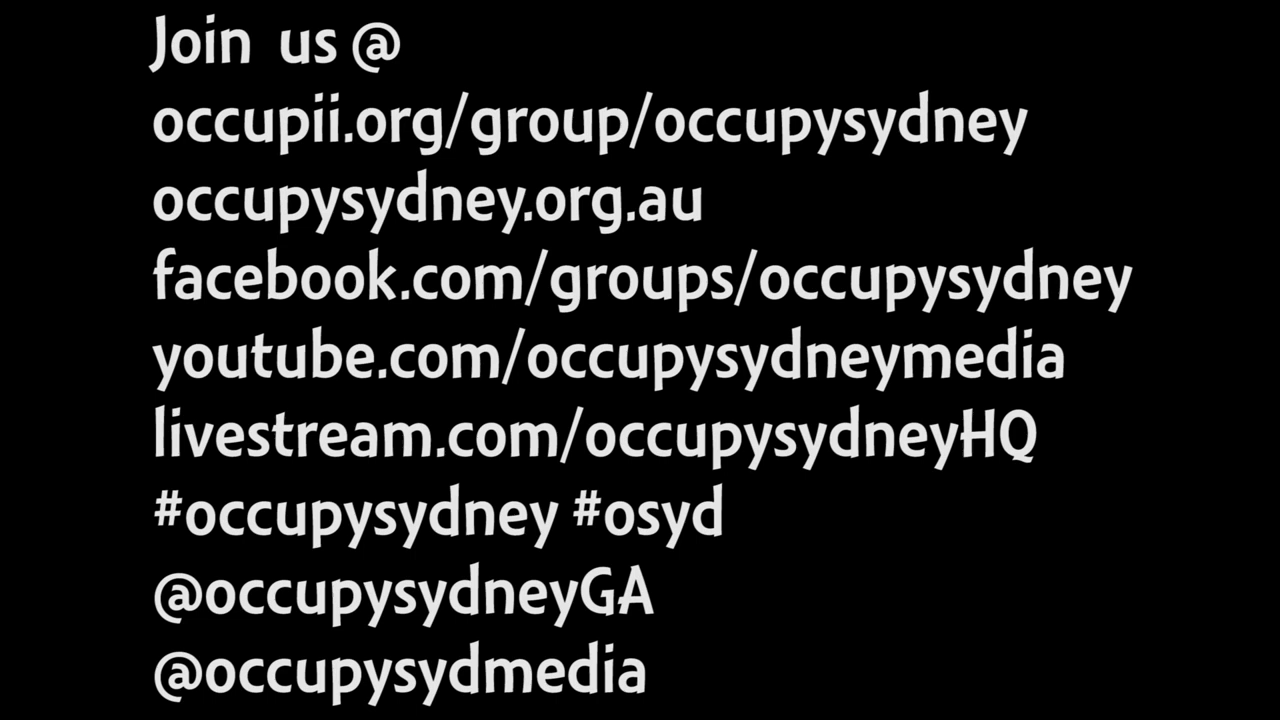 Join us @
occupii.org/group/occupysydney
occupysydney.org.au
facebook.com/groups/occupysydney
youtube.com/occupysydneymedia
livestream.com/occupysydneyHQ
#occupysydney #osyd
@occupysydneyGA
@occupysydmedia